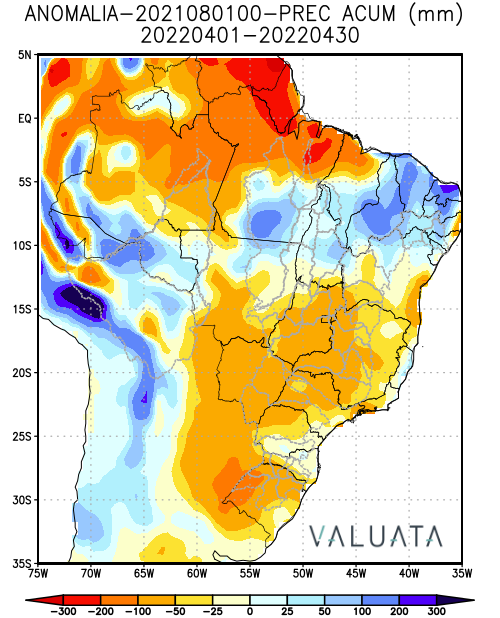 ANOMALIA-2021080100-PREC ACUM (mm)
20220401-20220430
5N
EQ
5S
10S
15S
20S
25S
30S
35S
75W 70W 65W 60W 55W 50W 45W 40W 35W
VALUATA
-300 -200 -100 -50 -25 0 25 50 100 200 300